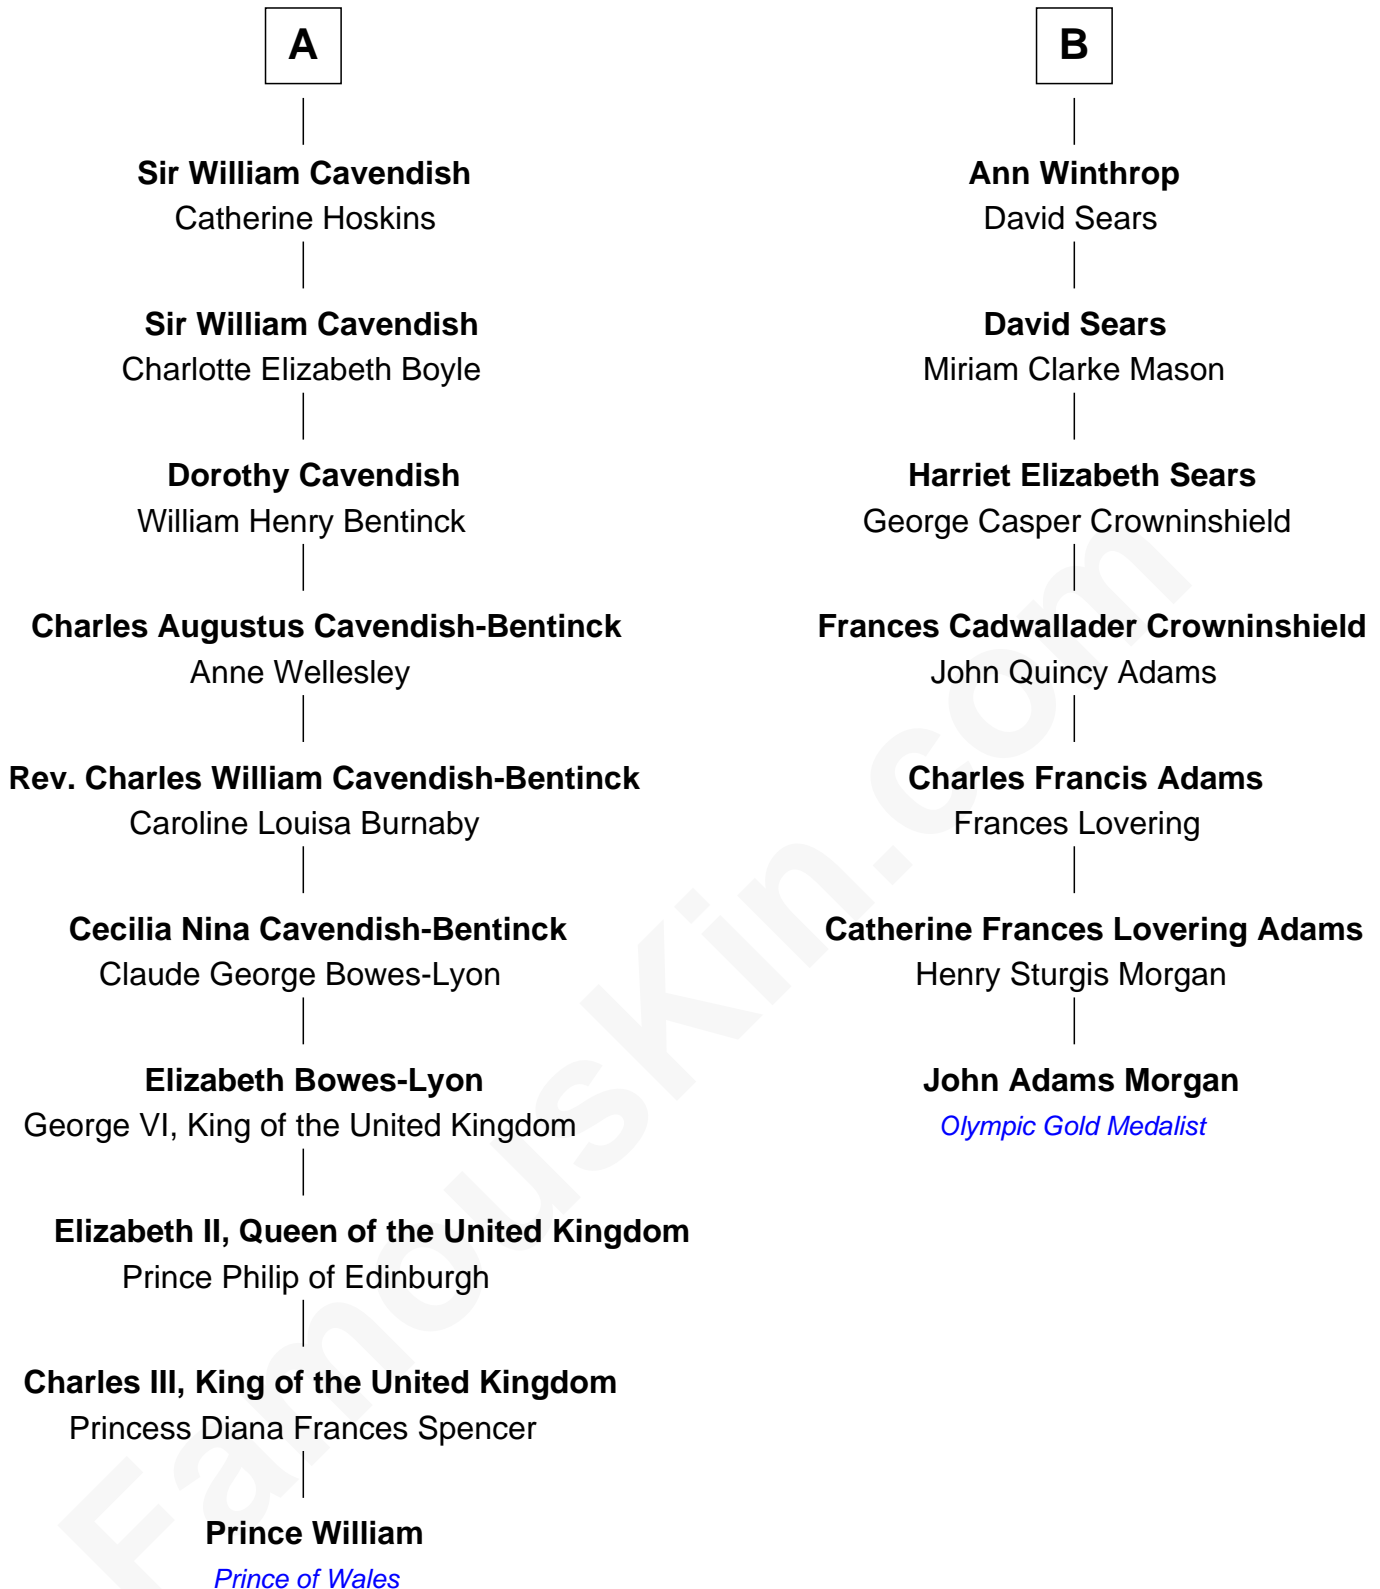 A
Sir William Cavendish
Catherine Hoskins
Sir William Cavendish
Charlotte Elizabeth Boyle
Dorothy Cavendish
William Henry Bentinck
Charles Augustus Cavendish-Bentinck
Anne Wellesley
Rev. Charles William Cavendish-Bentinck
Caroline Louisa Burnaby
Cecilia Nina Cavendish-Bentinck
Claude George Bowes-Lyon
Elizabeth Bowes-Lyon
George VI, King of the United Kingdom
Elizabeth II, Queen of the United Kingdom
Prince Philip of Edinburgh
Charles III, King of the United Kingdom
Princess Diana Frances Spencer
Prince William
Prince of Wales
B
Ann Winthrop
David Sears
David Sears
Miriam Clarke Mason
Harriet Elizabeth Sears
George Casper Crowninshield
Frances Cadwallader Crowninshield
John Quincy Adams
Charles Francis Adams
Frances Lovering
Catherine Frances Lovering Adams
Henry Sturgis Morgan
John Adams Morgan
Olympic Gold Medalist
FamousKin.com